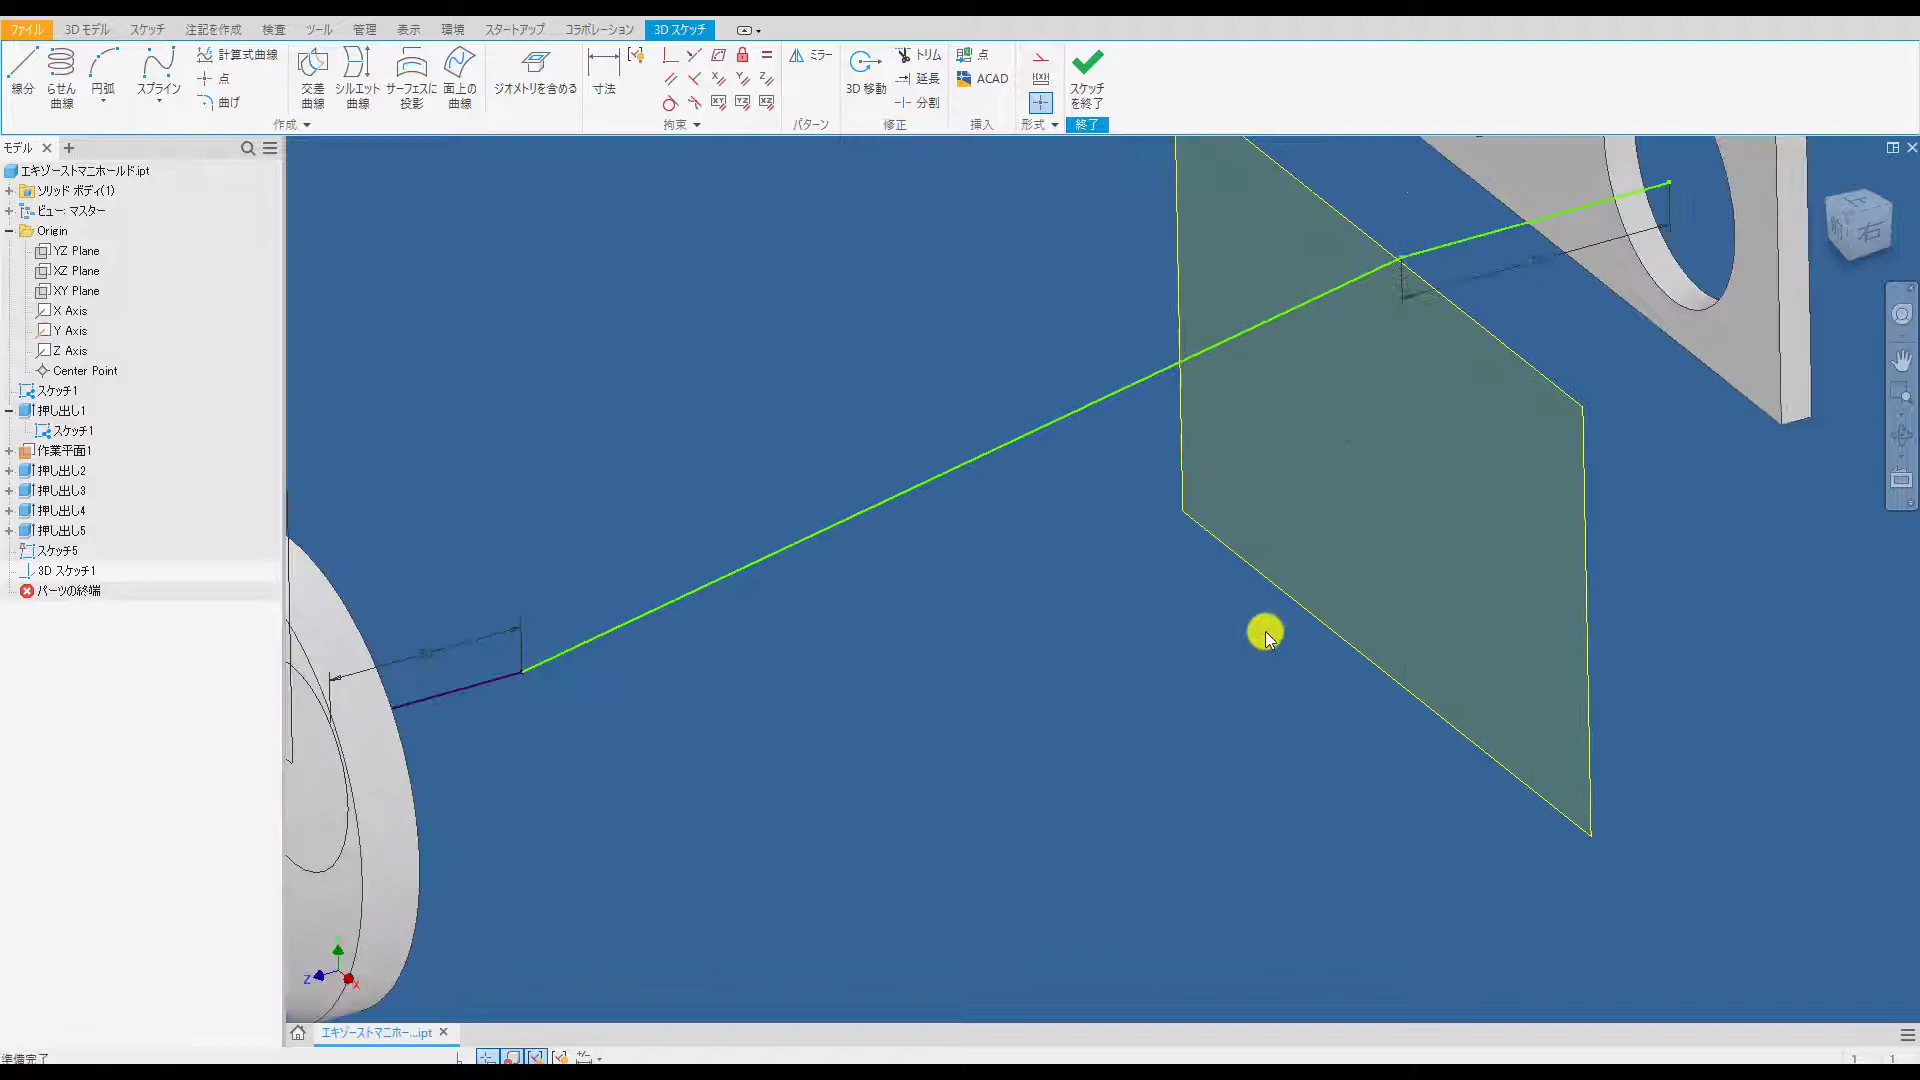 ファイル 3D モデル スケッチ 注記を作成 検査 ツール 管理 表示 環境 スタートアップ コラボレーション 3D スケッチ
線分
らせん
曲線
円弧
スプライン
計算式曲線
点
曲げ
交差
曲線
シルエット
曲線
サーフェスに
投影
面上の
曲線
ジオメトリを含める
寸法
ミラー
3D 移動
トリム
延長
分割
点
ACAD
スケッチ
を終了
作成 拘束 パターン 修正 挿入 形式 終了
モデル
エキゾーストマニホールド.ipt
ソリッド ボディ(1)
ビュー: マスター
Origin
YZ Plane
XZ Plane
XY Plane
X Axis
Y Axis
Z Axis
Center Point
スケッチ1
押し出し1
スケッチ1
作業平面1
押し出し2
押し出し3
押し出し4
押し出し5
スケッチ5
3D スケッチ1
パーツの終端
上
前
右
Z
X
エキゾーストマニホー...ipt
準備完了
1 1